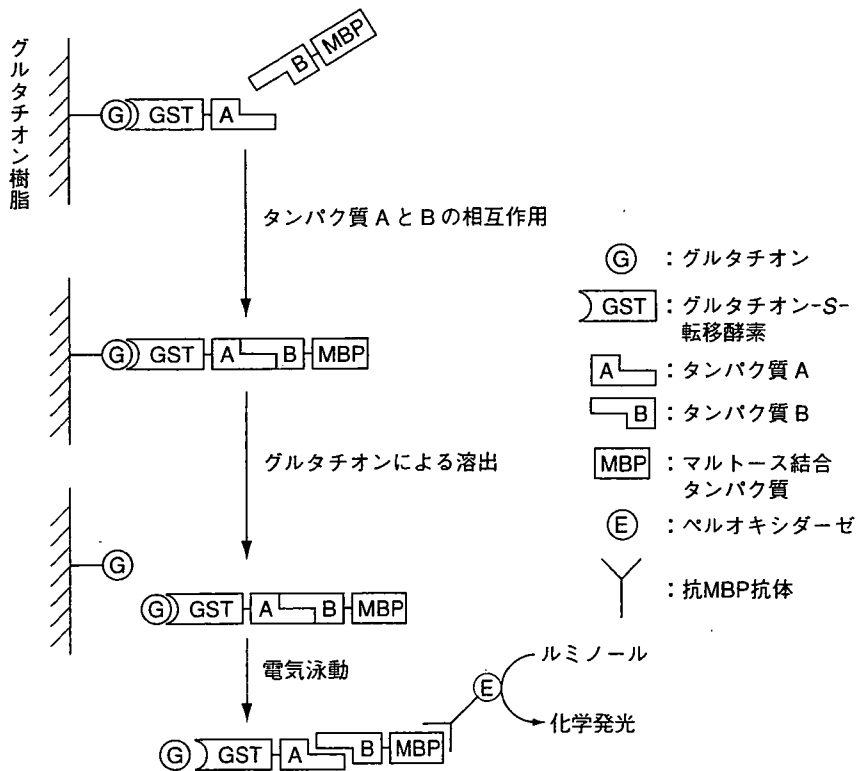 グルタチオン樹脂
B MBP
G GST A
タンパク質AとBの相互作用
G GST A B MBP
グルタチオンによる溶出
G
G GST A B MBP
電気泳動
G GST A B MBP
E
ルミノール
化学発光
G :グルタチオン
GST :グルタチオン-S-
転移酵素
A :タンパク質A
B :タンパク質B
MBP :マルトース結合
タンパク質
E :ペルオキシダーゼ
:抗MBP抗体